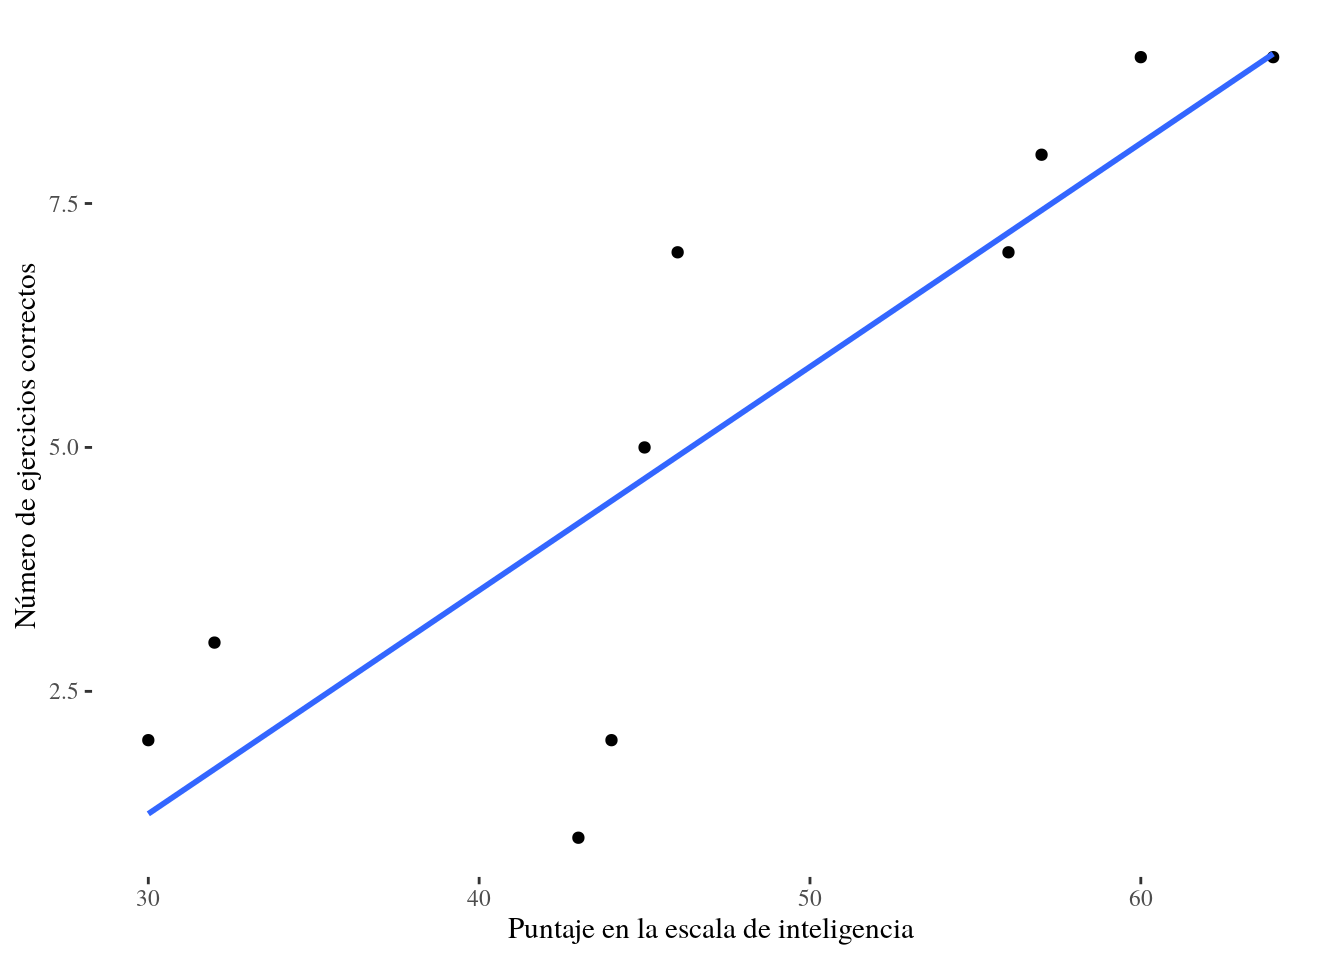 Número de ejercicios correctos
7.5
5.0
2.5
30 40 50 60
Puntaje en la escala de inteligencia